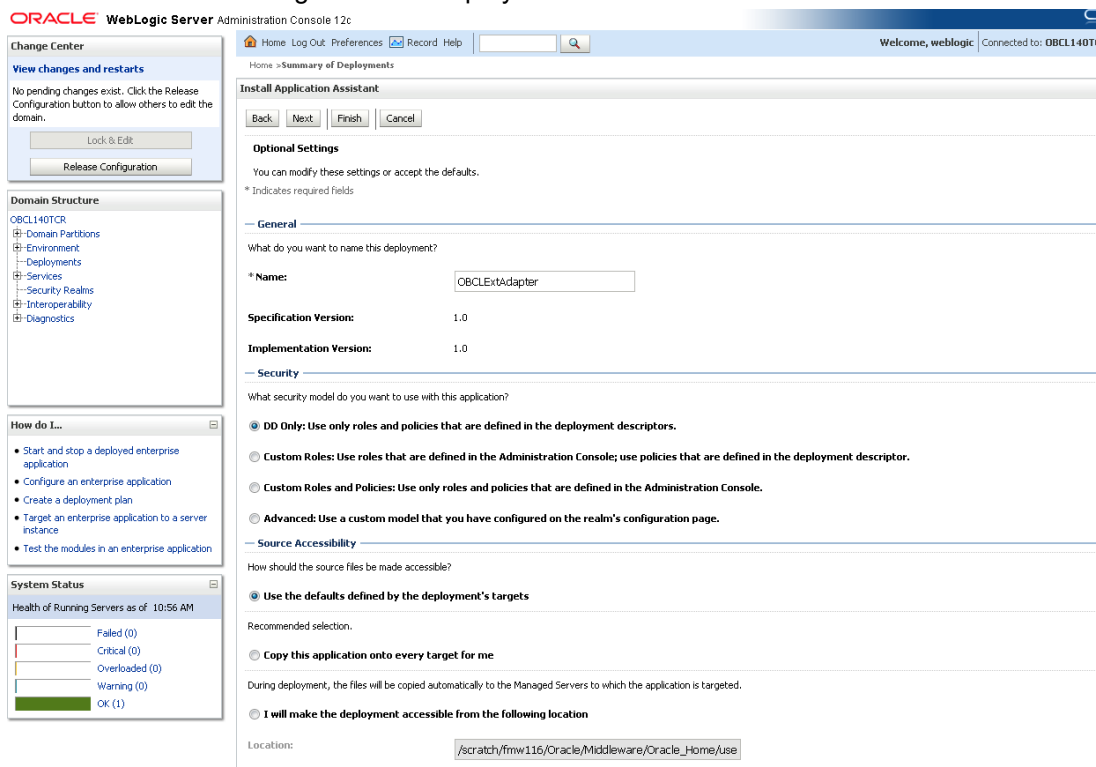 ORACLE WebLogic Server Administration Console 12c
Change Center
View changes and restarts
No pending changes exist. Click the Release
Configuration button to allow others to edit the
domain.
Lock & Edit
Release Configuration
Domain Structure
OBCL140TCR
Domain Partitions
Environment
Deployments
Services
Security Realms
Interoperability
Diagnostics
How do I...
Start and stop a deployed enterprise
application
Configure an enterprise application
Create a deployment plan
Target an enterprise application to a server
instance
Test the modules in an enterprise application
System Status
Health of Running Servers as of 10:56 AM
Failed (0)
Critical (0)
Overloaded (0)
Warning (0)
OK (1)
Home Log Out Preferences Record Help
Welcome, weblogic Connected to: OBCL140T
Home >Summary of Deployments
Install Application Assistant
Back Next Finish Cancel
Optional Settings
You can modify these settings or accept the defaults.
* Indicates required fields
General
What do you want to name this deployment?
* Name: OBCLExtAdapter
Specification Version: 1.0
Implementation Version: 1.0
Security
What security model do you want to use with this application?
DD Only: Use only roles and policies that are defined in the deployment descriptors.
Custom Roles: Use roles that are defined in the Administration Console; use policies that are defined in the deployment descriptor.
Custom Roles and Policies: Use only roles and policies that are defined in the Administration Console.
Advanced: Use a custom model that you have configured on the realm's configuration page.
Source Accessibility
How should the source files be made accessible?
Use the defaults defined by the deployment's targets
Recommended selection.
Copy this application onto every target for me
During deployment, the files will be copied automatically to the Managed Servers to which the application is targeted.
I will make the deployment accessible from the following location
Location: /scratch/fmw116/Oracle/Middleware/Oracle_Home/use